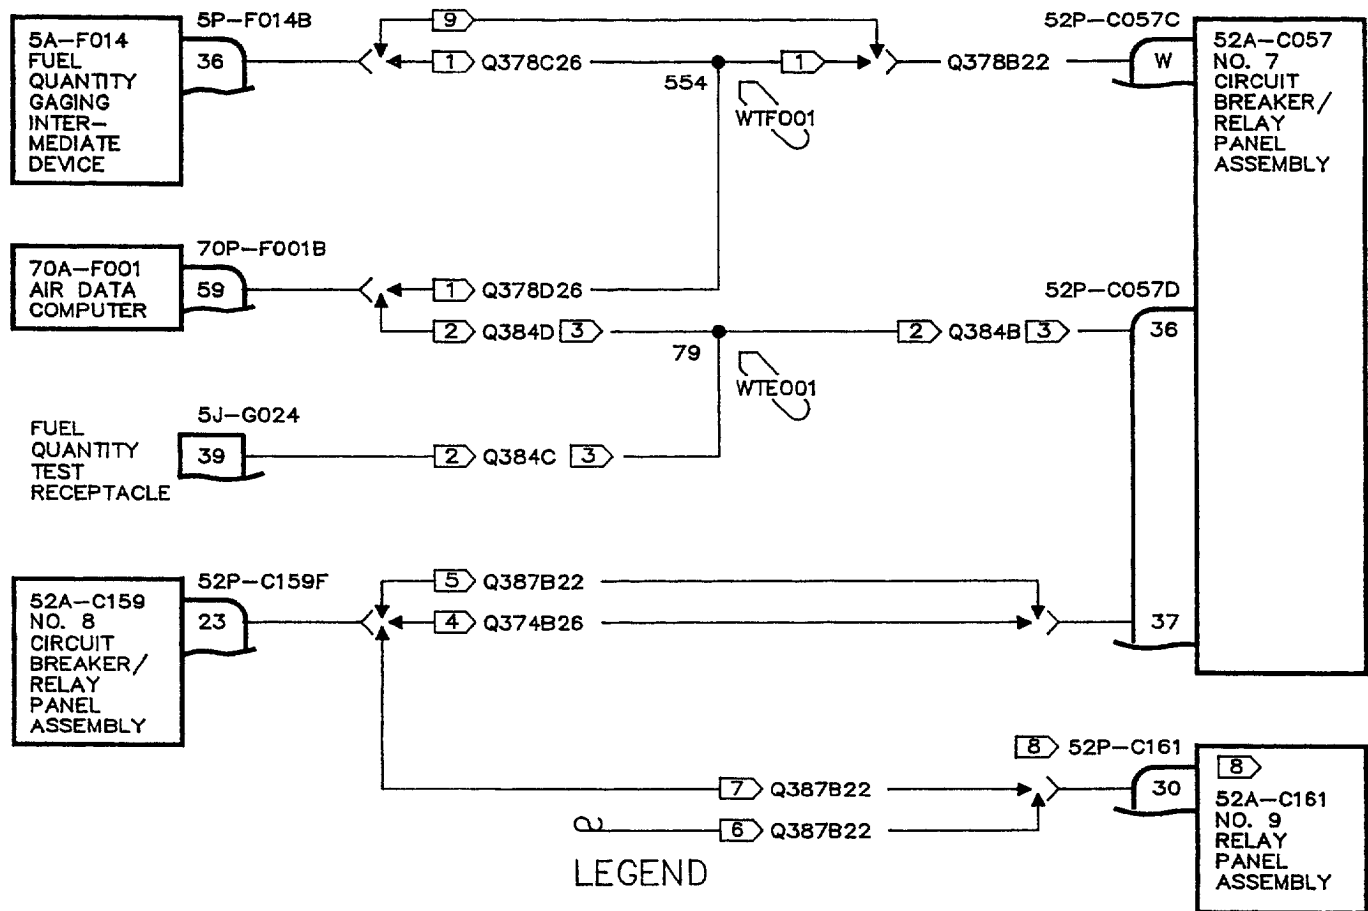 5P-F014B
5A-F014
FUEL
QUANTITY
GAGING
INTER-
MEDIATE
DEVICE
36
9
1 Q378C26
554
1
WTF001
Q378B22
52P-C057C
W
52A-C057
NO. 7
CIRCUIT
BREAKER/
RELAY
PANEL
ASSEMBLY
70P-F001B
70A-F001
AIR DATA
COMPUTER
59
1 Q378D26
2 Q384D 3
79
WTE001
2 Q384B 3
52P-C057D
36
5J-G024
FUEL
QUANTITY
TEST
RECEPTACLE
39
2 Q384C 3
52P-C159F
52A-C159
NO. 8
CIRCUIT
BREAKER/
RELAY
PANEL
ASSEMBLY
23
5 Q387B22
4 Q374B26
37
8 52P-C161
7 Q387B22
6 Q387B22
30
8
52A-C161
NO. 9
RELAY
PANEL
ASSEMBLY
LEGEND